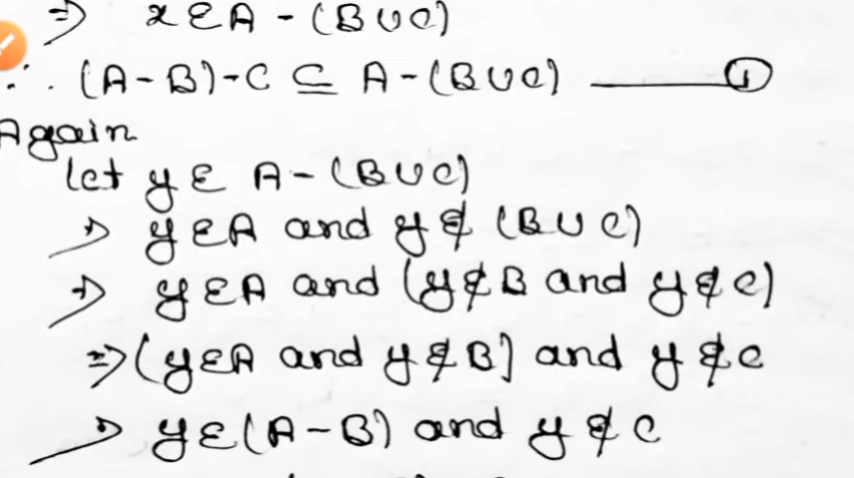 ⇒ x ∈ A - (B ∪ C)
∴ (A - B) - C ⊆ A - (B ∪ C) ——— ①
Again
let y ∈ A - (B ∪ C)
⇒ y ∈ A and y ∉ (B ∪ C)
⇒ y ∈ A and (y ∉ B and y ∉ C)
⇒ (y ∈ A and y ∉ B) and y ∉ C
⇒ y ∈ (A - B) and y ∉ C